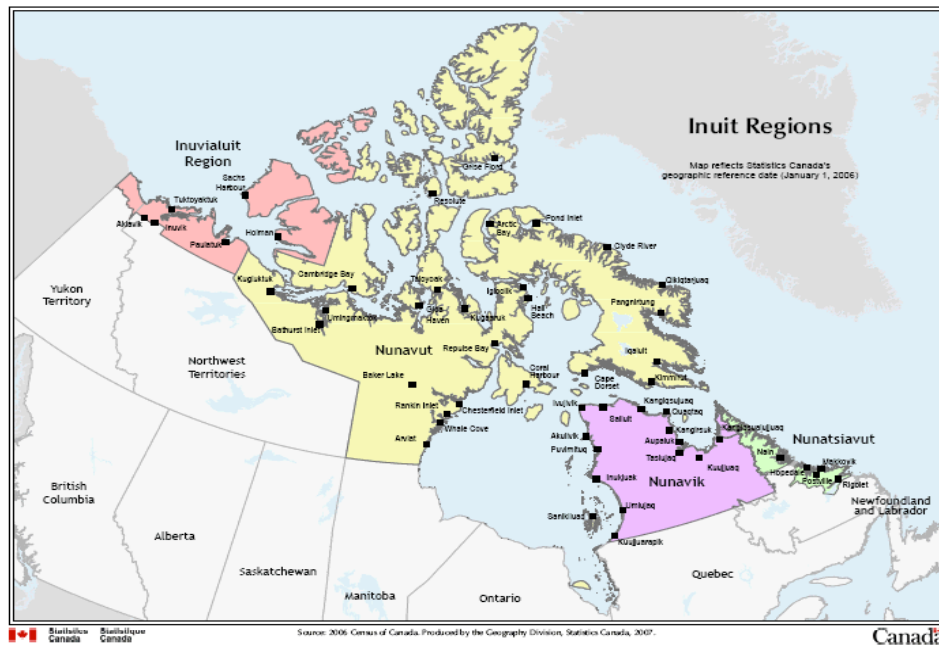 Inuit Regions
Map reflects Statistics Canada's
geographic reference date (January 1, 2006)
Inuvialuit
Region
Sachs
Harbour
Tuktoyaktuk
Aklavik
Inuvik
Holman
Paulatuk
Grise Fiord
Resolute
Arctic
Bay
Pond Inlet
Clyde River
Qikiqtarjuaq
Pangnirtung
Kugluktuk
Cambridge Bay
Taloyoak
Igloolik
Hall
Beach
Gjoa
Haven
Kugaaruk
Umingmaktok
Bathurst Inlet
Yukon
Territory
Nunavut
Repulse Bay
Northwest
Territories
Baker Lake
Coral
Harbour
Iqaluit
Cape
Dorset
Kimmirut
Rankin Inlet
Chesterfield Inlet
Whale Cove
Arviat
Ivujivik
Salluit
Kangiqsujuaq
Quaqtaq
Kangirsuk
Kangiqsualujjuaq
Akulivik
Aupaluk
Puvirnituq
Tasiujaq
Kuujjuaq
Nunatsiavut
Nain
Hopedale
Makkovik
Postville
Rigolet
Inukjuak
Nunavik
Umiujaq
Sanikiluaq
Kuujjuarapik
Newfoundland
and Labrador
British
Columbia
Alberta
Saskatchewan
Manitoba
Ontario
Quebec
Statistics Canada
Statistique Canada
Source: 2006 Census of Canada. Produced by the Geography Division, Statistics Canada, 2007.
Canada